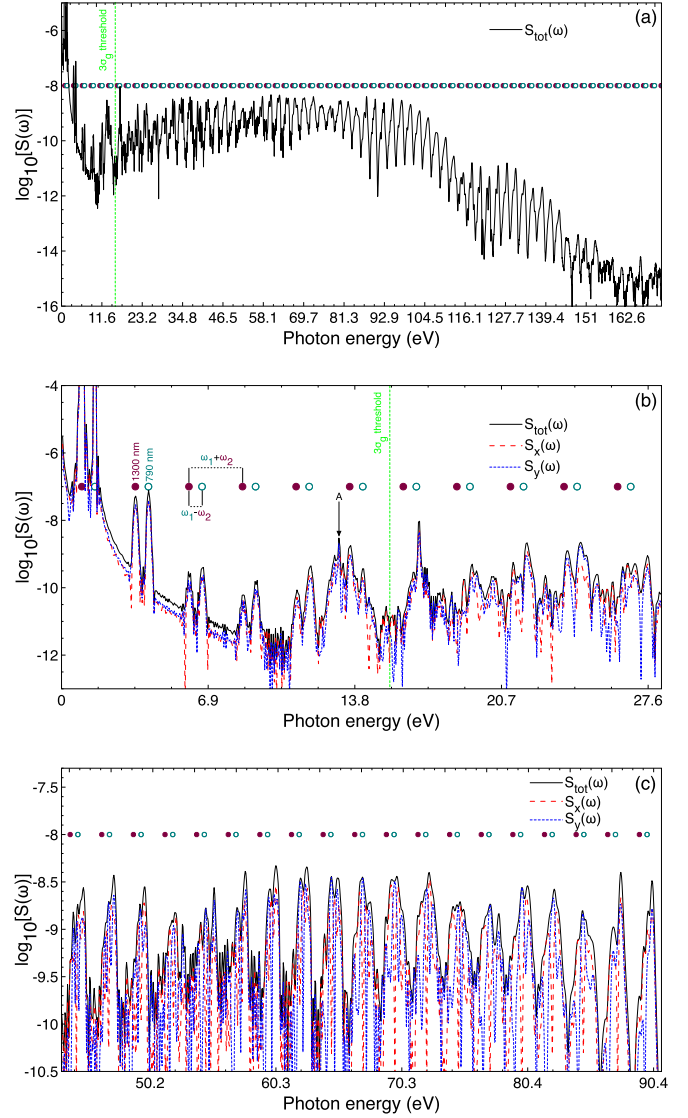 (a)
3σg threshold
Stot(ω)
-5
-6
-8
-10
-12
-14
-16
log10[S(ω)]
0 11.6 23.2 34.8 46.5 58.1 69.7 81.3 92.9 104.5 116.1 127.7 139.4 151 162.6
Photon energy (eV)
(b)
3σg threshold
Stot(ω)
Sx(ω)
Sy(ω)
1300 nm
790 nm
ω1+ω2
ω1-ω2
A
-4
-6
-8
-10
-12
log10[S(ω)]
0 6.9 13.8 20.7 27.6
Photon energy (eV)
(c)
Stot(ω)
Sx(ω)
Sy(ω)
-7.5
-8
-8.5
-9
-9.5
-10
-10.5
log10[S(ω)]
50.2 60.3 70.3 80.4 90.4
Photon energy (eV)